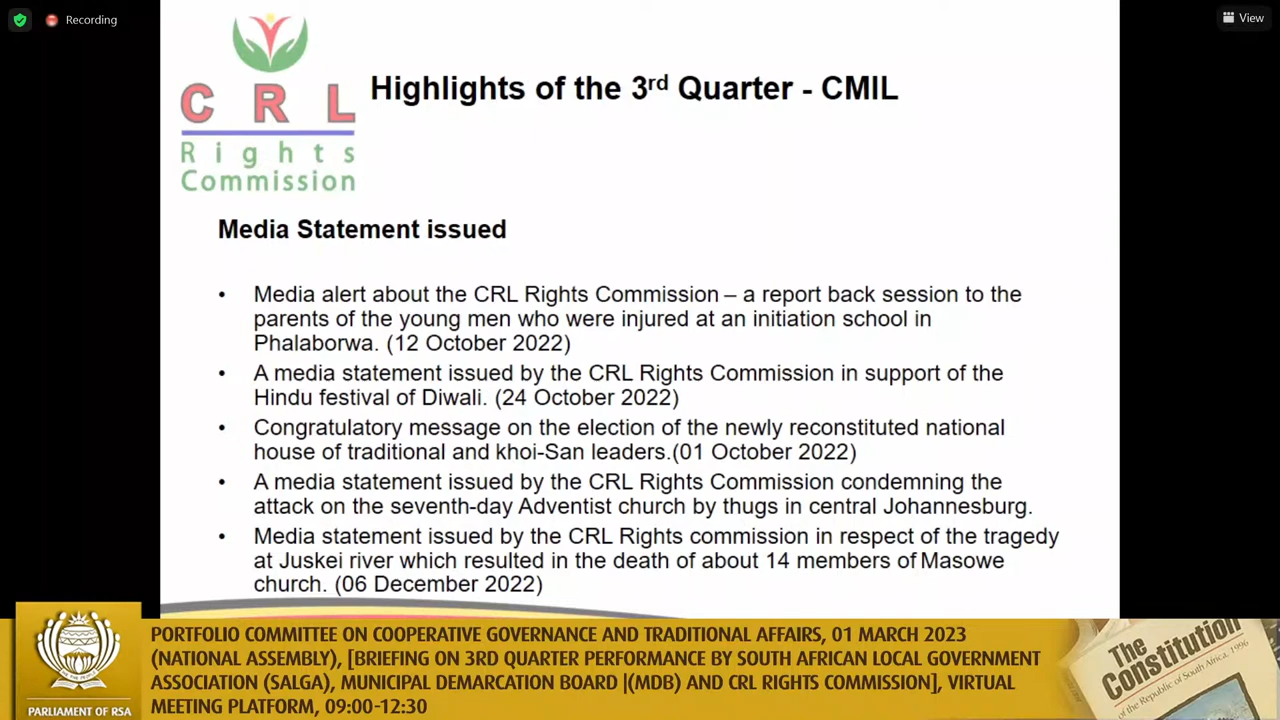 Recording
View
C R L
Rights
Commission
Highlights of the 3rd Quarter - CMIL
Media Statement issued
• Media alert about the CRL Rights Commission – a report back session to the
parents of the young men who were injured at an initiation school in
Phalaborwa. (12 October 2022)
• A media statement issued by the CRL Rights Commission in support of the
Hindu festival of Diwali. (24 October 2022)
• Congratulatory message on the election of the newly reconstituted national
house of traditional and khoi-San leaders.(01 October 2022)
• A media statement issued by the CRL Rights Commission condemning the
attack on the seventh-day Adventist church by thugs in central Johannesburg.
• Media statement issued by the CRL Rights commission in respect of the tragedy
at Juskei river which resulted in the death of about 14 members of Masowe
church. (06 December 2022)
PORTFOLIO COMMITTEE ON COOPERATIVE GOVERNANCE AND TRADITIONAL AFFAIRS, 01 MARCH 2023
(NATIONAL ASSEMBLY), [BRIEFING ON 3RD QUARTER PERFORMANCE BY SOUTH AFRICAN LOCAL GOVERNMENT
ASSOCIATION (SALGA), MUNICIPAL DEMARCATION BOARD |(MDB) AND CRL RIGHTS COMMISSION], VIRTUAL
MEETING PLATFORM, 09:00-12:30
PARLIAMENT OF RSA
The
Constitution
of the Republic of South Africa, 1996